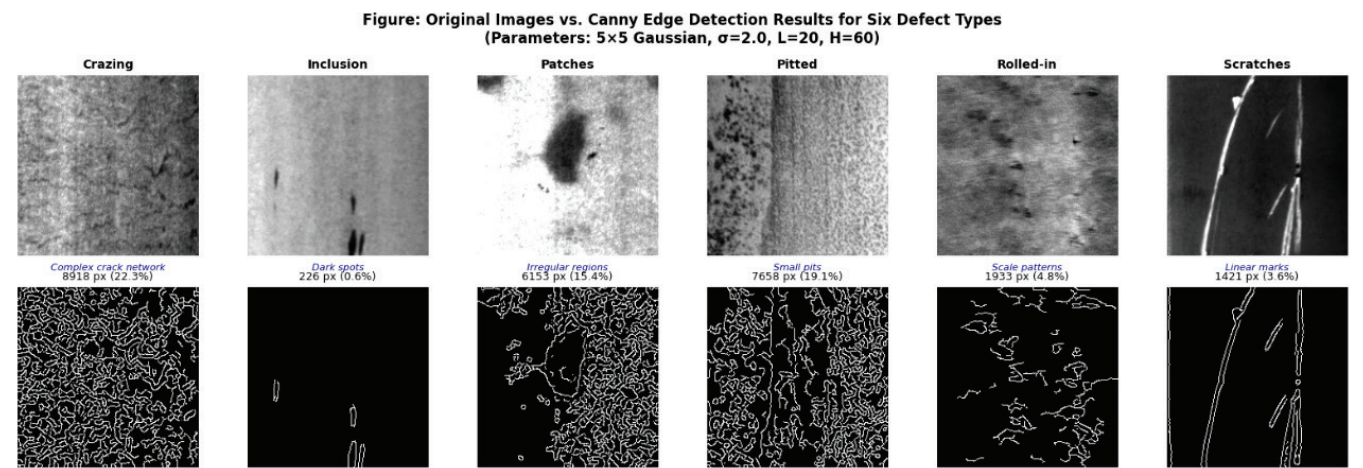 Figure: Original Images vs. Canny Edge Detection Results for Six Defect Types
(Parameters: 5×5 Gaussian, σ=2.0, L=20, H=60)
Crazing
Inclusion
Patches
Pitted
Rolled-in
Scratches
Complex crack network
Dark spots
Irregular regions
Small pits
Scale patterns
Linear marks
8918 px (22.3%)
226 px (0.6%)
6153 px (15.4%)
7658 px (19.1%)
1933 px (4.8%)
1421 px (3.6%)